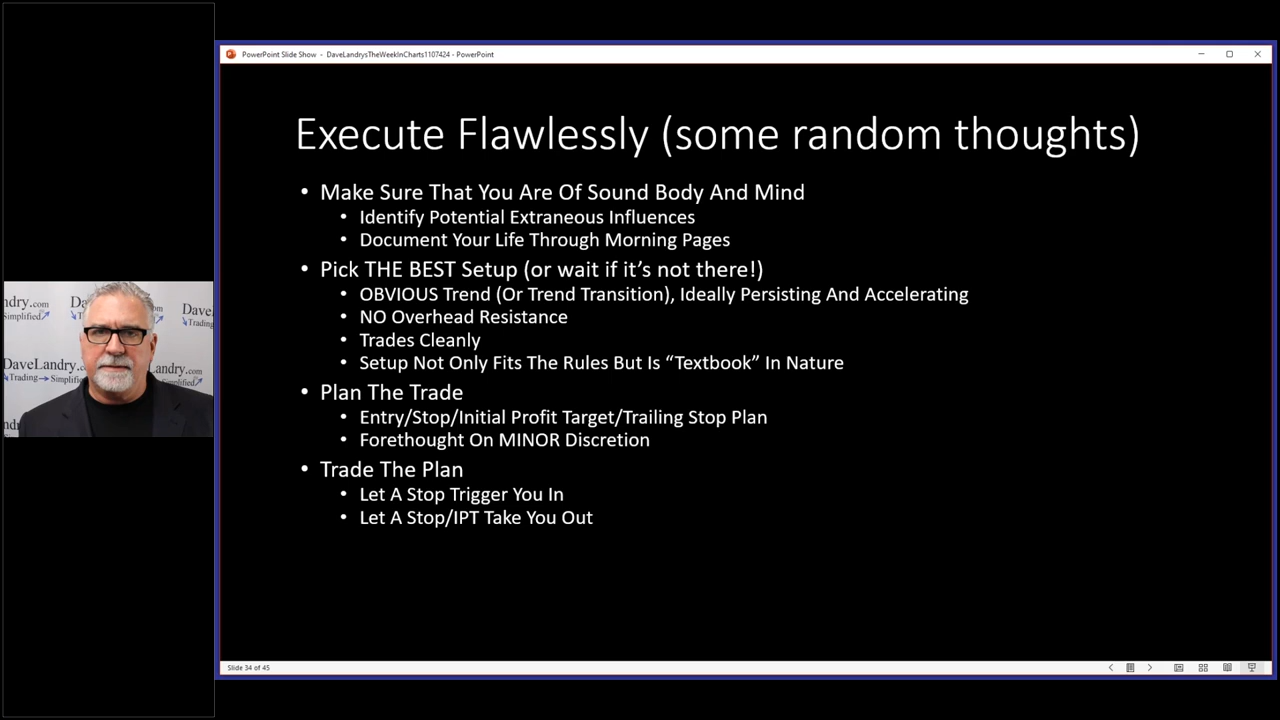 PowerPoint Slide Show - DaveLandrysTheWeekInCharts1107424 - PowerPoint
Execute Flawlessly (some random thoughts)
• Make Sure That You Are Of Sound Body And Mind
• Identify Potential Extraneous Influences
• Document Your Life Through Morning Pages
• Pick THE BEST Setup (or wait if it's not there!)
• OBVIOUS Trend (Or Trend Transition), Ideally Persisting And Accelerating
• NO Overhead Resistance
• Trades Cleanly
• Setup Not Only Fits The Rules But Is “Textbook” In Nature
• Plan The Trade
• Entry/Stop/Initial Profit Target/Trailing Stop Plan
• Forethought On MINOR Discretion
• Trade The Plan
• Let A Stop Trigger You In
• Let A Stop/IPT Take You Out
DaveLandry.com
Trading Simplified
Slide 34 of 45